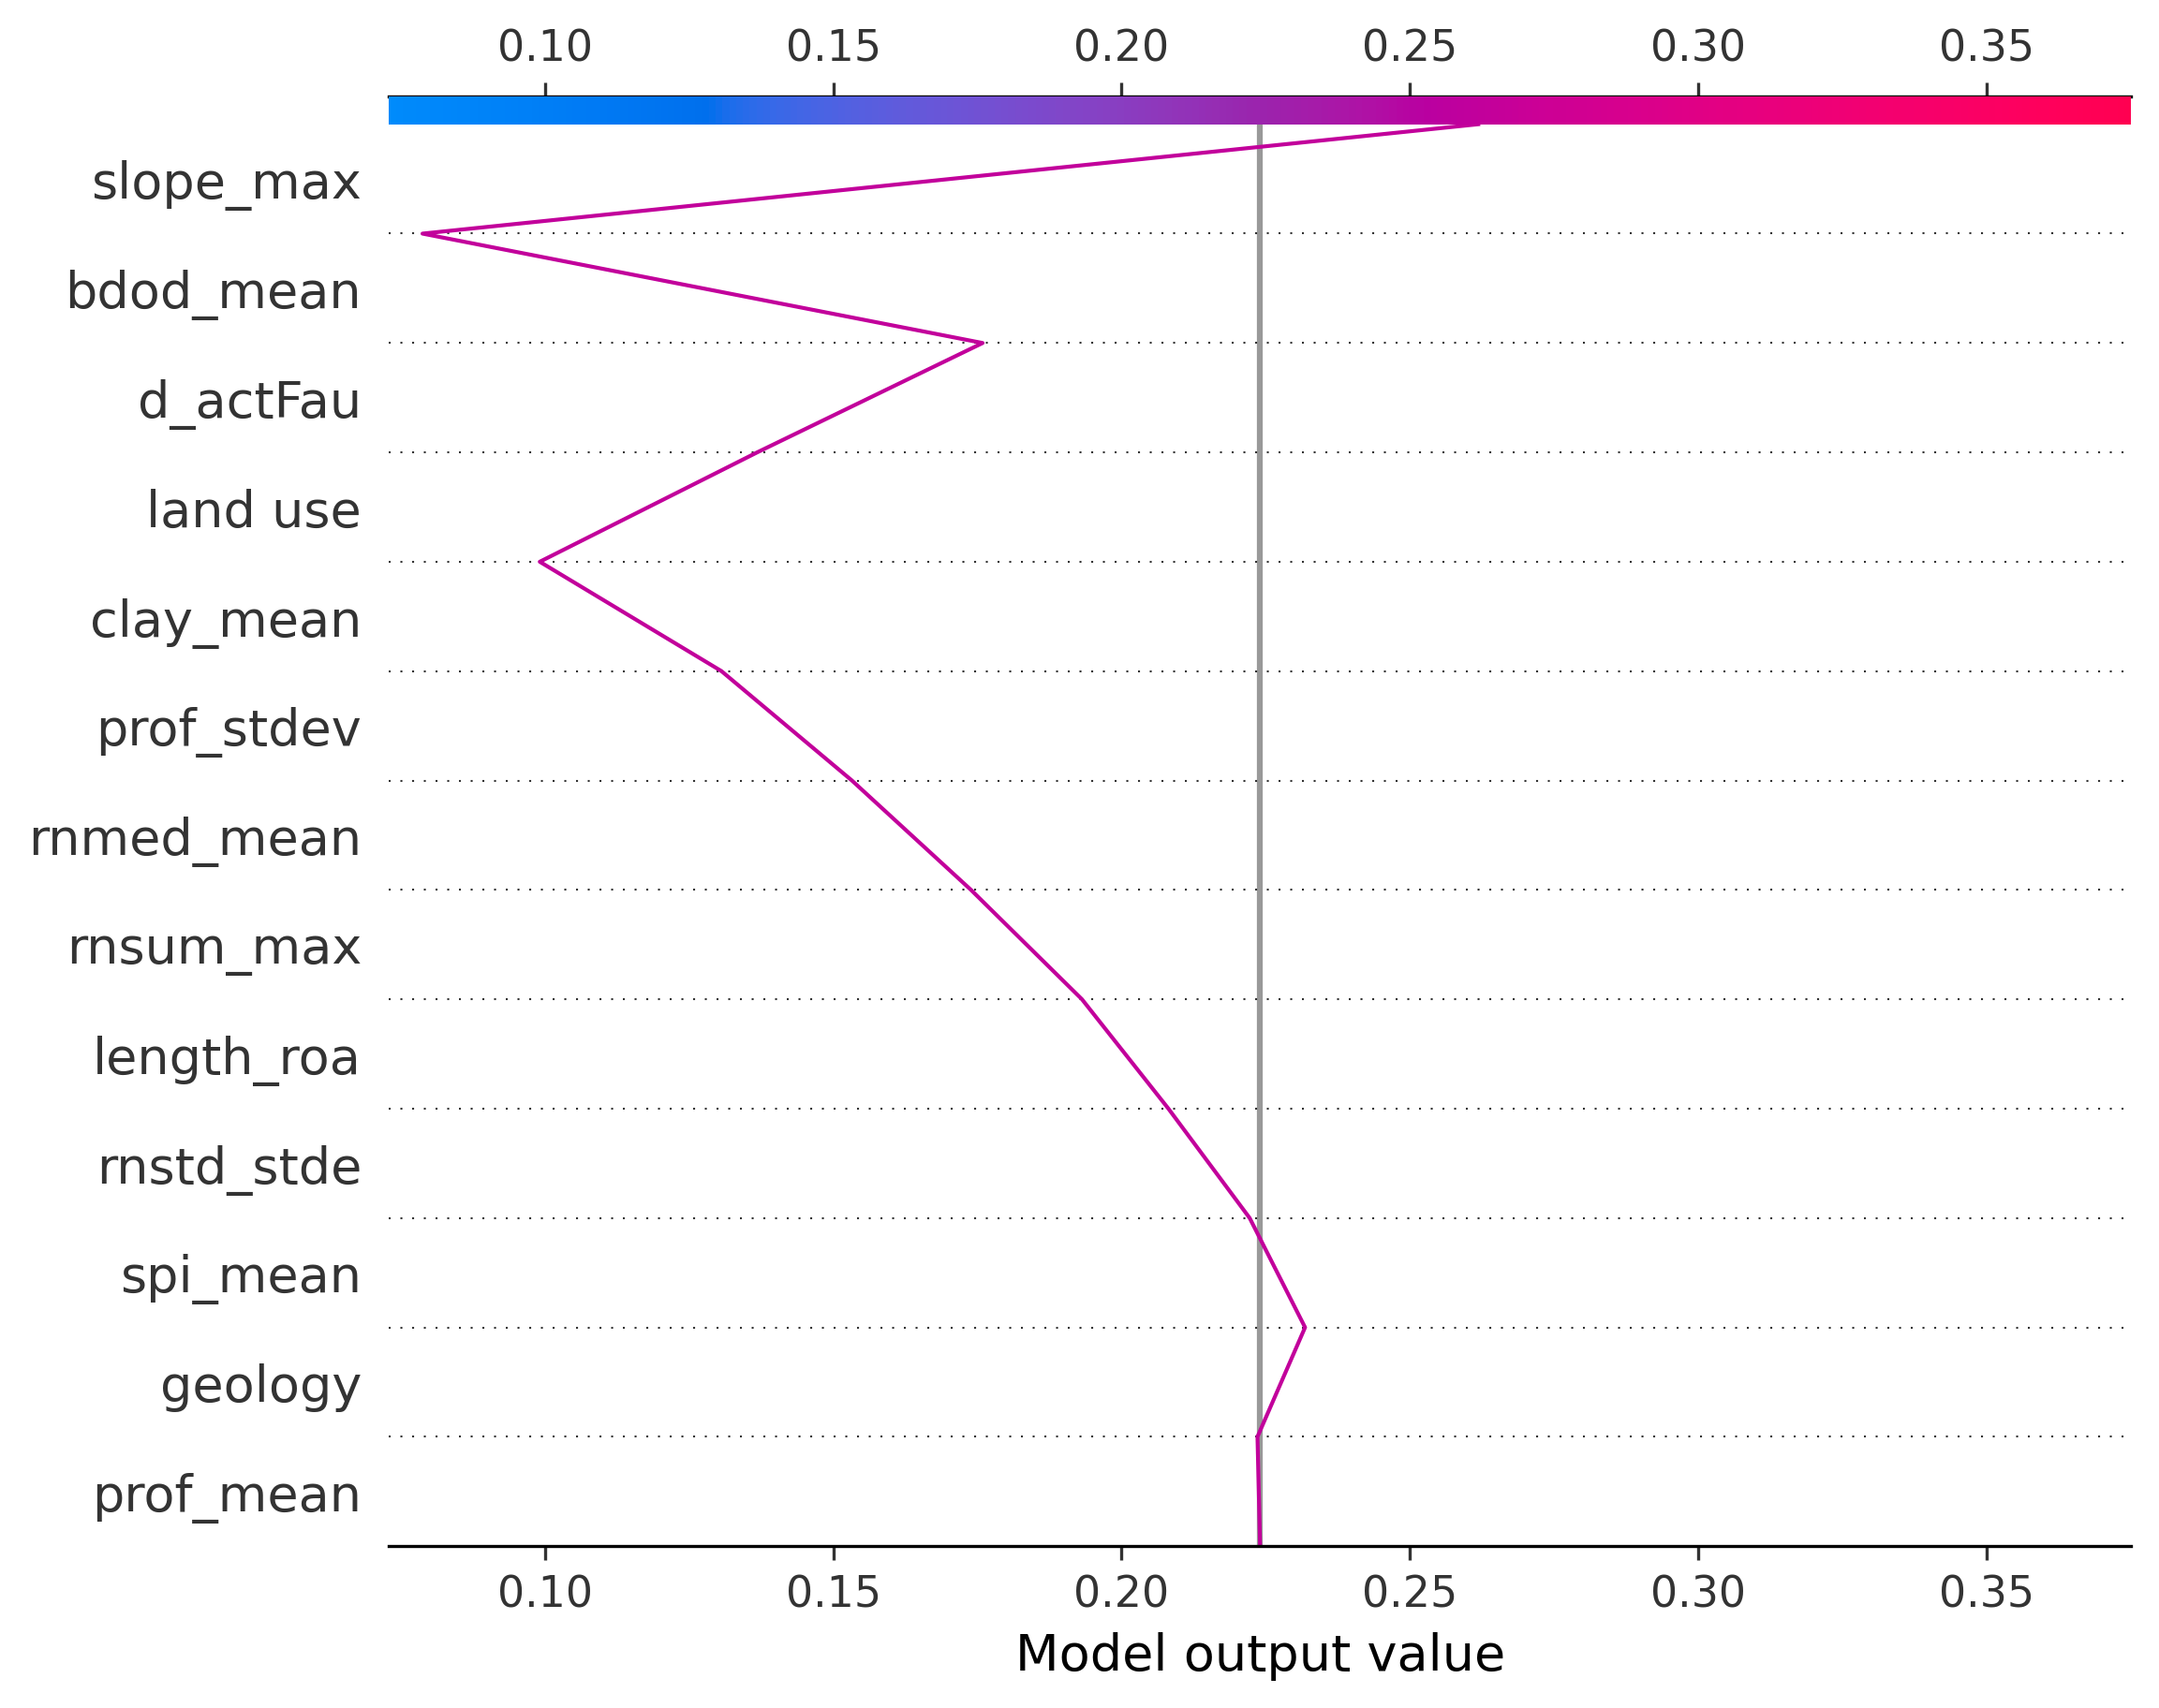 0.10 0.15 0.20 0.25 0.30 0.35
slope_max
bdod_mean
d_actFau
land use
clay_mean
prof_stdev
rnmed_mean
rnsum_max
length_roa
rnstd_stde
spi_mean
geology
prof_mean
0.10 0.15 0.20 0.25 0.30 0.35
Model output value